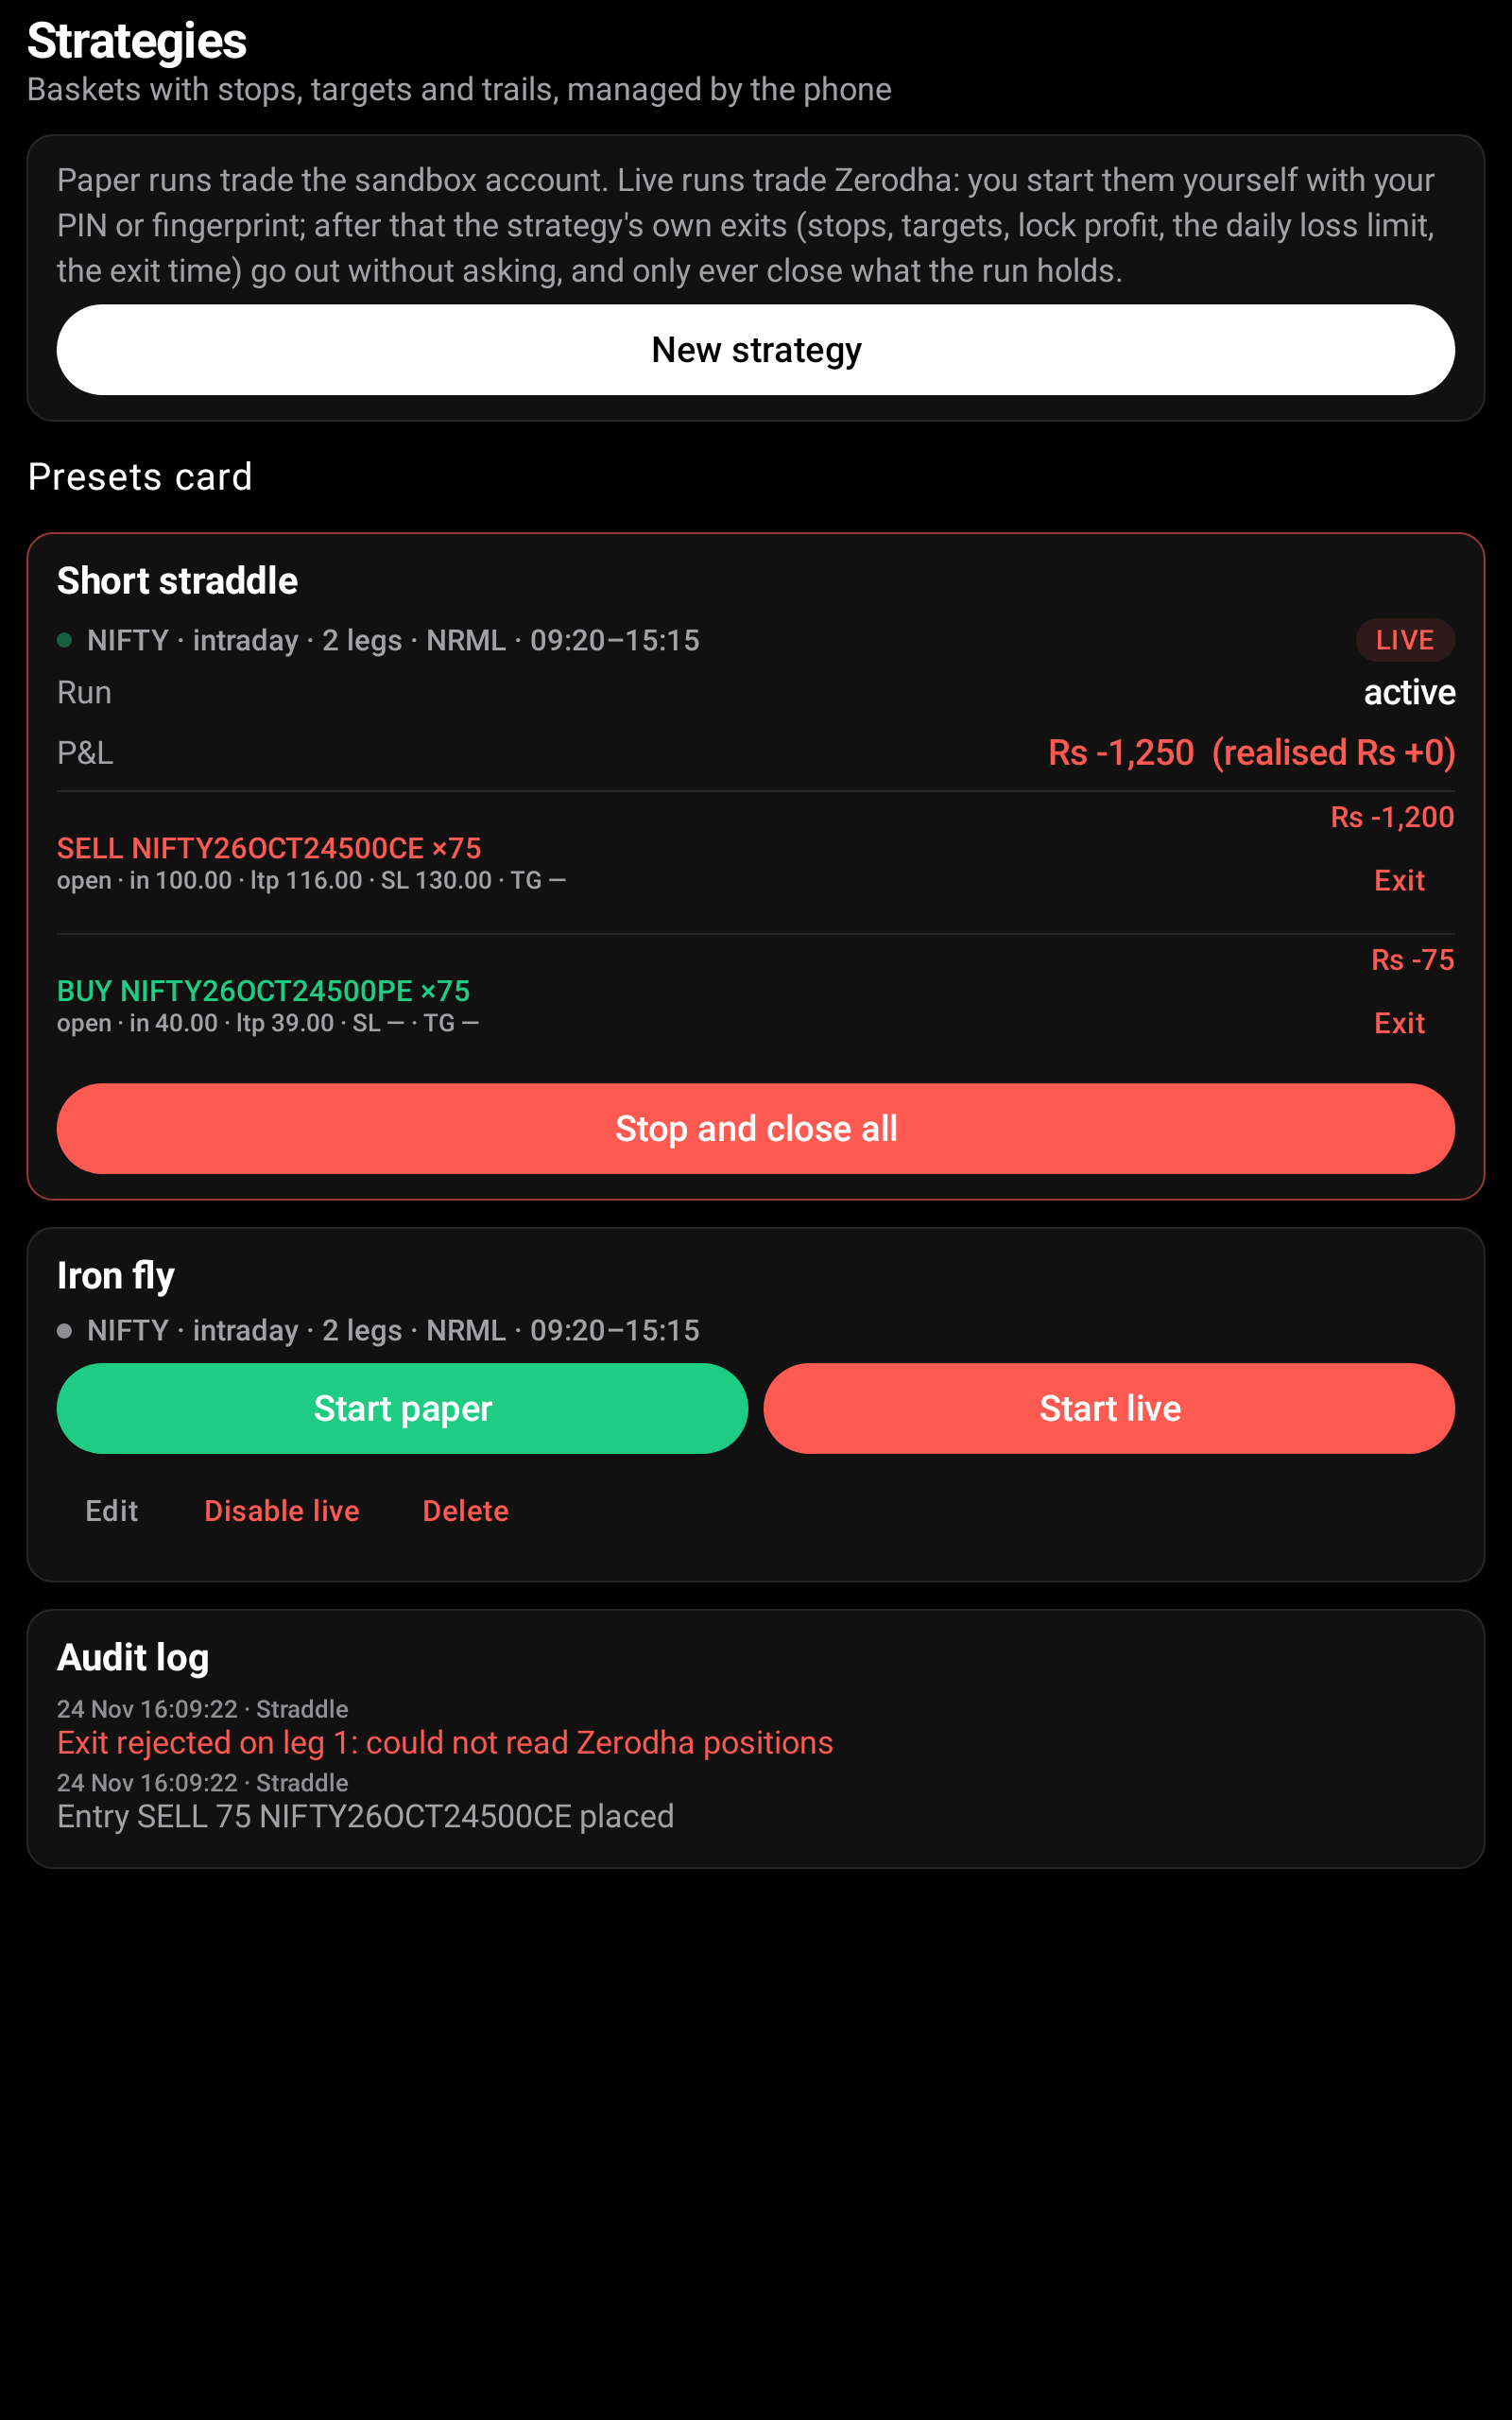 Strategies
Baskets with stops, targets and trails, managed by the phone
Paper runs trade the sandbox account. Live runs trade Zerodha: you start them yourself with your
PIN or fingerprint; after that the strategy's own exits (stops, targets, lock profit, the daily loss limit,
the exit time) go out without asking, and only ever close what the run holds.
New strategy
Presets card
Short straddle
NIFTY · intraday · 2 legs · NRML · 09:20–15:15 LIVE
Run active
P&L Rs -1,250 (realised Rs +0)
Rs -1,200
SELL NIFTY26OCT24500CE ×75
open · in 100.00 · ltp 116.00 · SL 130.00 · TG — Exit
Rs -75
BUY NIFTY26OCT24500PE ×75
open · in 40.00 · ltp 39.00 · SL — · TG — Exit
Stop and close all
Iron fly
NIFTY · intraday · 2 legs · NRML · 09:20–15:15
Start paper Start live
Edit Disable live Delete
Audit log
24 Nov 16:09:22 · Straddle
Exit rejected on leg 1: could not read Zerodha positions
24 Nov 16:09:22 · Straddle
Entry SELL 75 NIFTY26OCT24500CE placed